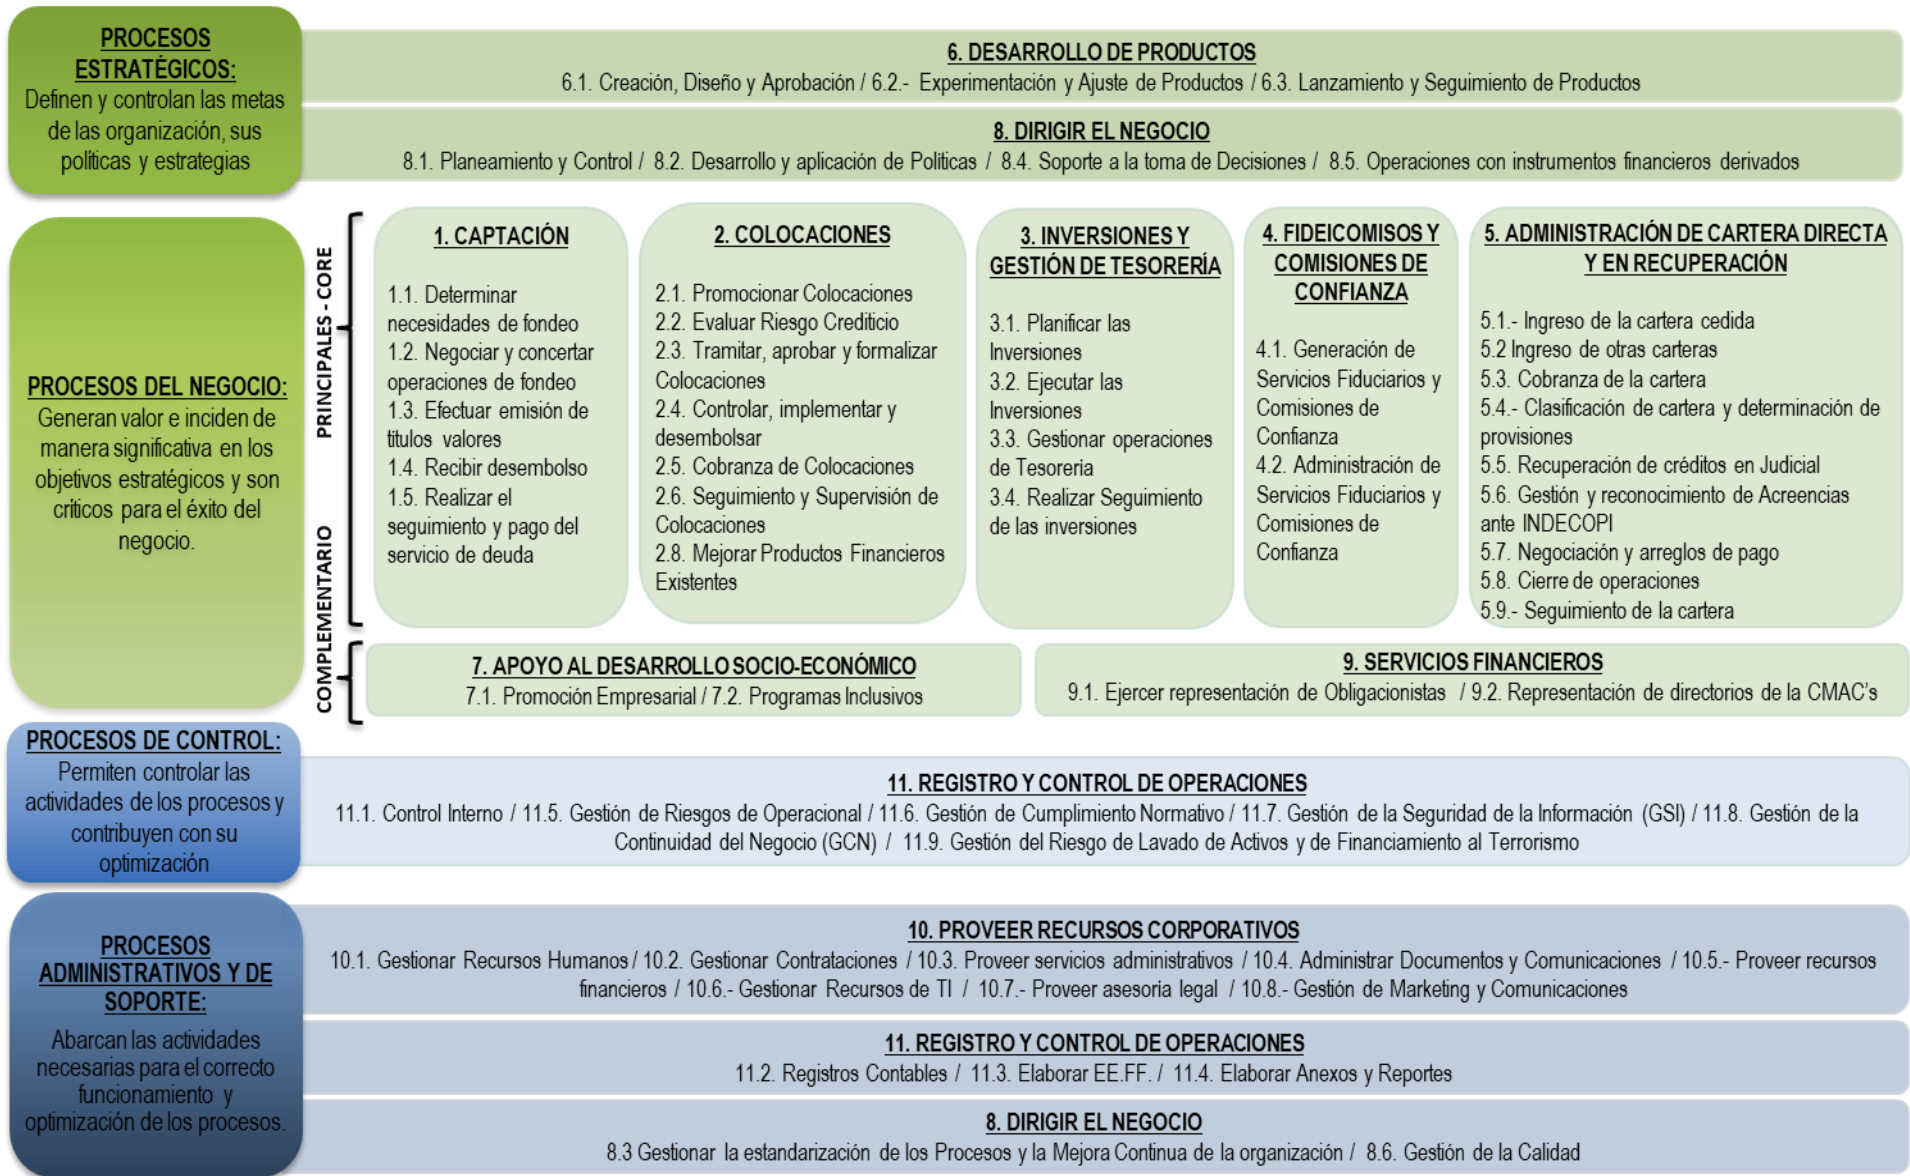 PROCESOS
ESTRATÉGICOS:
Definen y controlan las metas
de las organización, sus
políticas y estrategias
6. DESARROLLO DE PRODUCTOS
6.1. Creación, Diseño y Aprobación / 6.2.- Experimentación y Ajuste de Productos / 6.3. Lanzamiento y Seguimiento de Productos
8. DIRIGIR EL NEGOCIO
8.1. Planeamiento y Control / 8.2. Desarrollo y aplicación de Políticas / 8.4. Soporte a la toma de Decisiones / 8.5. Operaciones con instrumentos financieros derivados
PROCESOS DEL NEGOCIO:
Generan valor e inciden de
manera significativa en los
objetivos estratégicos y son
críticos para el éxito del
negocio.
PRINCIPALES - CORE
1. CAPTACIÓN
1.1. Determinar
necesidades de fondeo
1.2. Negociar y concertar
operaciones de fondeo
1.3. Efectuar emisión de
títulos valores
1.4. Recibir desembolso
1.5. Realizar el
seguimiento y pago del
servicio de deuda
2. COLOCACIONES
2.1. Promocionar Colocaciones
2.2. Evaluar Riesgo Crediticio
2.3. Tramitar, aprobar y formalizar
Colocaciones
2.4. Controlar, implementar y
desembolsar
2.5. Cobranza de Colocaciones
2.6. Seguimiento y Supervisión de
Colocaciones
2.8. Mejorar Productos Financieros
Existentes
3. INVERSIONES Y
GESTIÓN DE TESORERÍA
3.1. Planificar las
Inversiones
3.2. Ejecutar las
Inversiones
3.3. Gestionar operaciones
de Tesorería
3.4. Realizar Seguimiento
de las inversiones
4. FIDEICOMISOS Y
COMISIONES DE
CONFIANZA
4.1. Generación de
Servicios Fiduciarios y
Comisiones de
Confianza
4.2. Administración de
Servicios Fiduciarios y
Comisiones de
Confianza
5. ADMINISTRACIÓN DE CARTERA DIRECTA
Y EN RECUPERACIÓN
5.1.- Ingreso de la cartera cedida
5.2 Ingreso de otras carteras
5.3. Cobranza de la cartera
5.4.- Clasificación de cartera y determinación de
provisiones
5.5. Recuperación de créditos en Judicial
5.6. Gestión y reconocimiento de Acreencias
ante INDECOPI
5.7. Negociación y arreglos de pago
5.8. Cierre de operaciones
5.9.- Seguimiento de la cartera
COMPLEMENTARIO
7. APOYO AL DESARROLLO SOCIO-ECONÓMICO
7.1. Promoción Empresarial / 7.2. Programas Inclusivos
9. SERVICIOS FINANCIEROS
9.1. Ejercer representación de Obligacionistas / 9.2. Representación de directorios de la CMAC's
PROCESOS DE CONTROL:
Permiten controlar las
actividades de los procesos y
contribuyen con su
optimización
11. REGISTRO Y CONTROL DE OPERACIONES
11.1. Control Interno / 11.5. Gestión de Riesgos de Operacional / 11.6. Gestión de Cumplimiento Normativo / 11.7. Gestión de la Seguridad de la Información (GSI) / 11.8. Gestión de la
Continuidad del Negocio (GCN) / 11.9. Gestión del Riesgo de Lavado de Activos y de Financiamiento al Terrorismo
PROCESOS
ADMINISTRATIVOS Y DE
SOPORTE:
Abarcan las actividades
necesarias para el correcto
funcionamiento y
optimización de los procesos.
10. PROVEER RECURSOS CORPORATIVOS
10.1. Gestionar Recursos Humanos / 10.2. Gestionar Contrataciones / 10.3. Proveer servicios administrativos / 10.4. Administrar Documentos y Comunicaciones / 10.5.- Proveer recursos
financieros / 10.6.- Gestionar Recursos de TI / 10.7.- Proveer asesoría legal / 10.8.- Gestión de Marketing y Comunicaciones
11. REGISTRO Y CONTROL DE OPERACIONES
11.2. Registros Contables / 11.3. Elaborar EE.FF. / 11.4. Elaborar Anexos y Reportes
8. DIRIGIR EL NEGOCIO
8.3 Gestionar la estandarización de los Procesos y la Mejora Continua de la organización / 8.6. Gestión de la Calidad